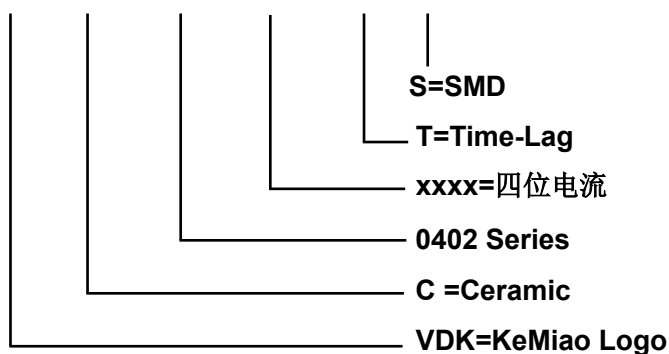 S=SMD
T=Time-Lag
xxxx=四位电流
0402 Series
C =Ceramic
VDK=KeMiao Logo